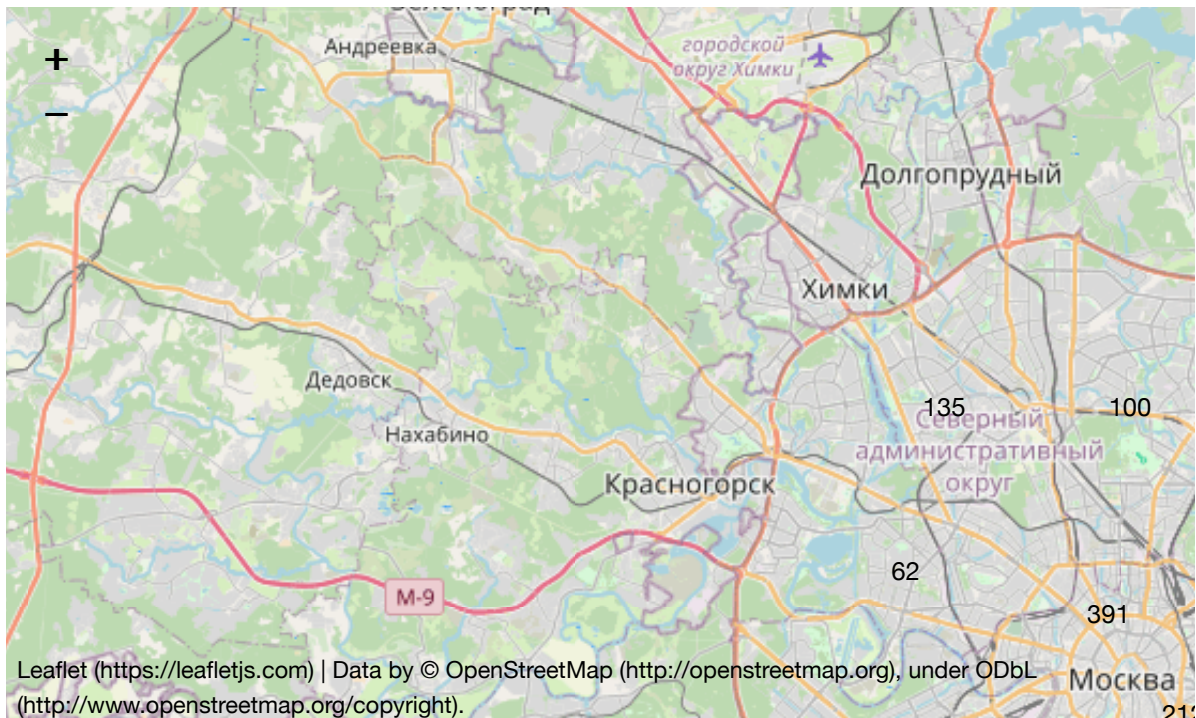 Зеленоград
+
Андреевка
городской
округ Химки
−
Долгопрудный
Химки
Дедовск
135
100
Северный
административный
округ
Нахабино
Красногорск
62
М-9
391
Leaflet (https://leafletjs.com) | Data by © OpenStreetMap (http://openstreetmap.org), under ODbL
(http://www.openstreetmap.org/copyright).
Москва